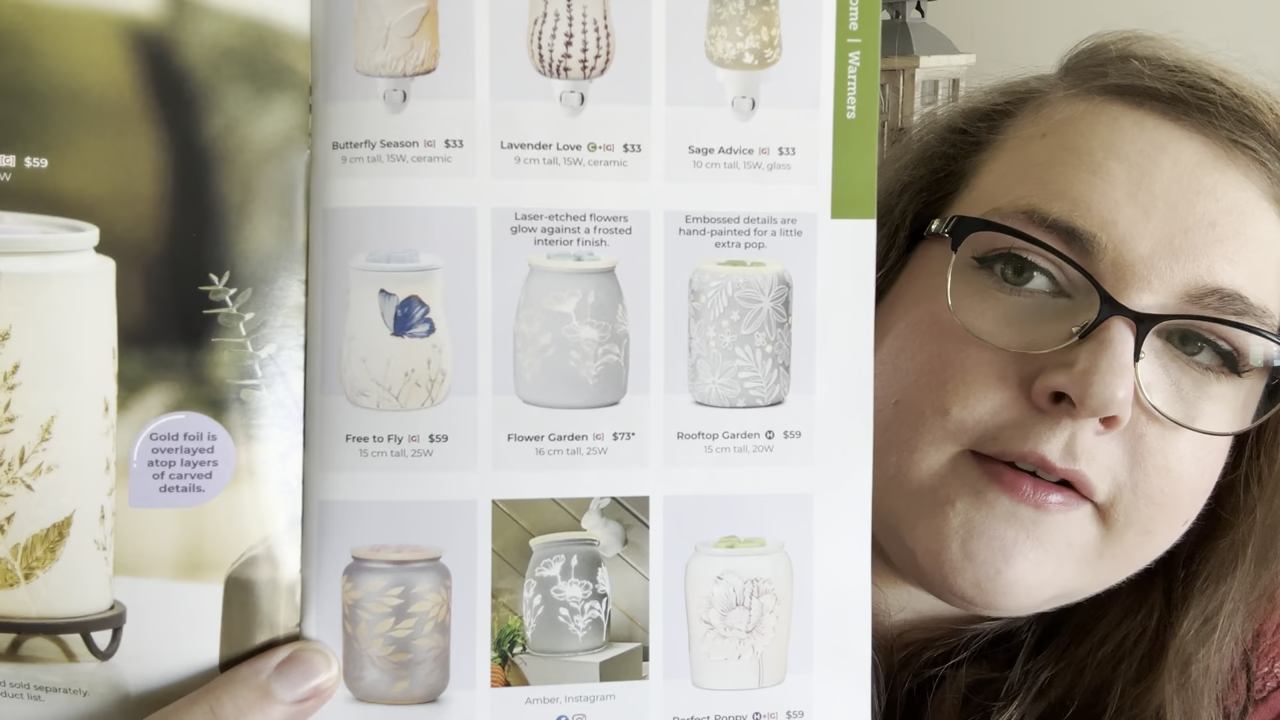 $59
W
Gold foil is
overlayed
atop layers
of carved
details.
d sold separately.
duct list.
ome | Warmers
Butterfly Season |G| $33
9 cm tall, 15W, ceramic
Lavender Love C+|G| $33
9 cm tall, 15W, ceramic
Sage Advice |G| $33
10 cm tall, 15W, glass
Free to Fly |G| $59
15 cm tall, 25W
Laser-etched flowers
glow against a frosted
interior finish.
Flower Garden |G| $73*
16 cm tall, 25W
Embossed details are
hand-painted for a little
extra pop.
Rooftop Garden H $59
15 cm tall, 20W
Amber, Instagram
Perfect Poppy H+|G| $59